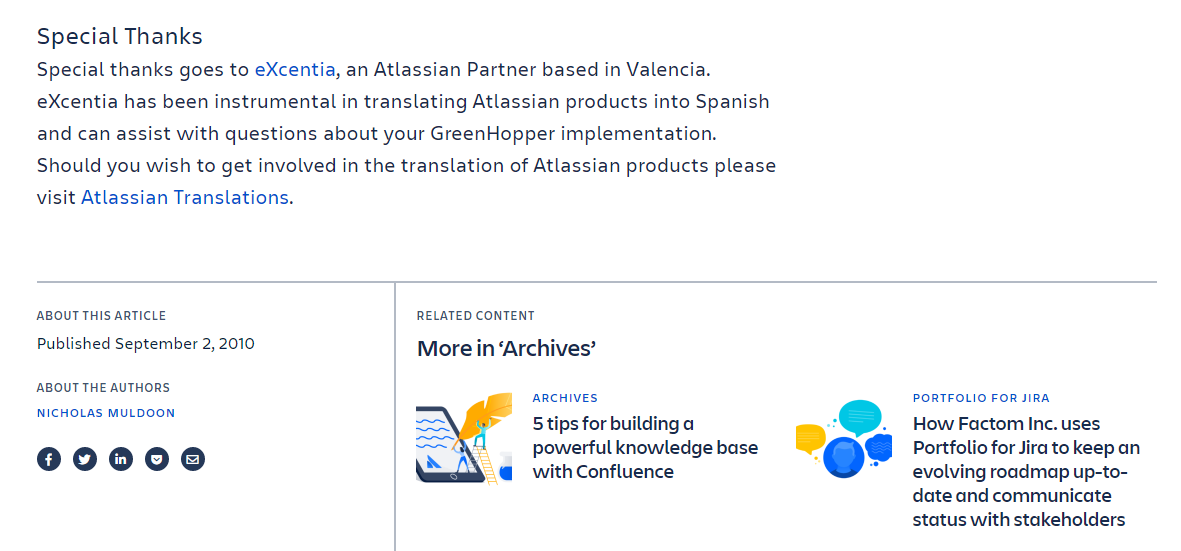 Special Thanks
Special thanks goes to eXcentia, an Atlassian Partner based in Valencia.
eXcentia has been instrumental in translating Atlassian products into Spanish
and can assist with questions about your GreenHopper implementation.
Should you wish to get involved in the translation of Atlassian products please
visit Atlassian Translations.
ABOUT THIS ARTICLE
Published September 2, 2010
ABOUT THE AUTHORS
NICHOLAS MULDOON
RELATED CONTENT
More in ‘Archives’
ARCHIVES
5 tips for building a
powerful knowledge base
with Confluence
PORTFOLIO FOR JIRA
How Factom Inc. uses
Portfolio for Jira to keep an
evolving roadmap up-to-
date and communicate
status with stakeholders